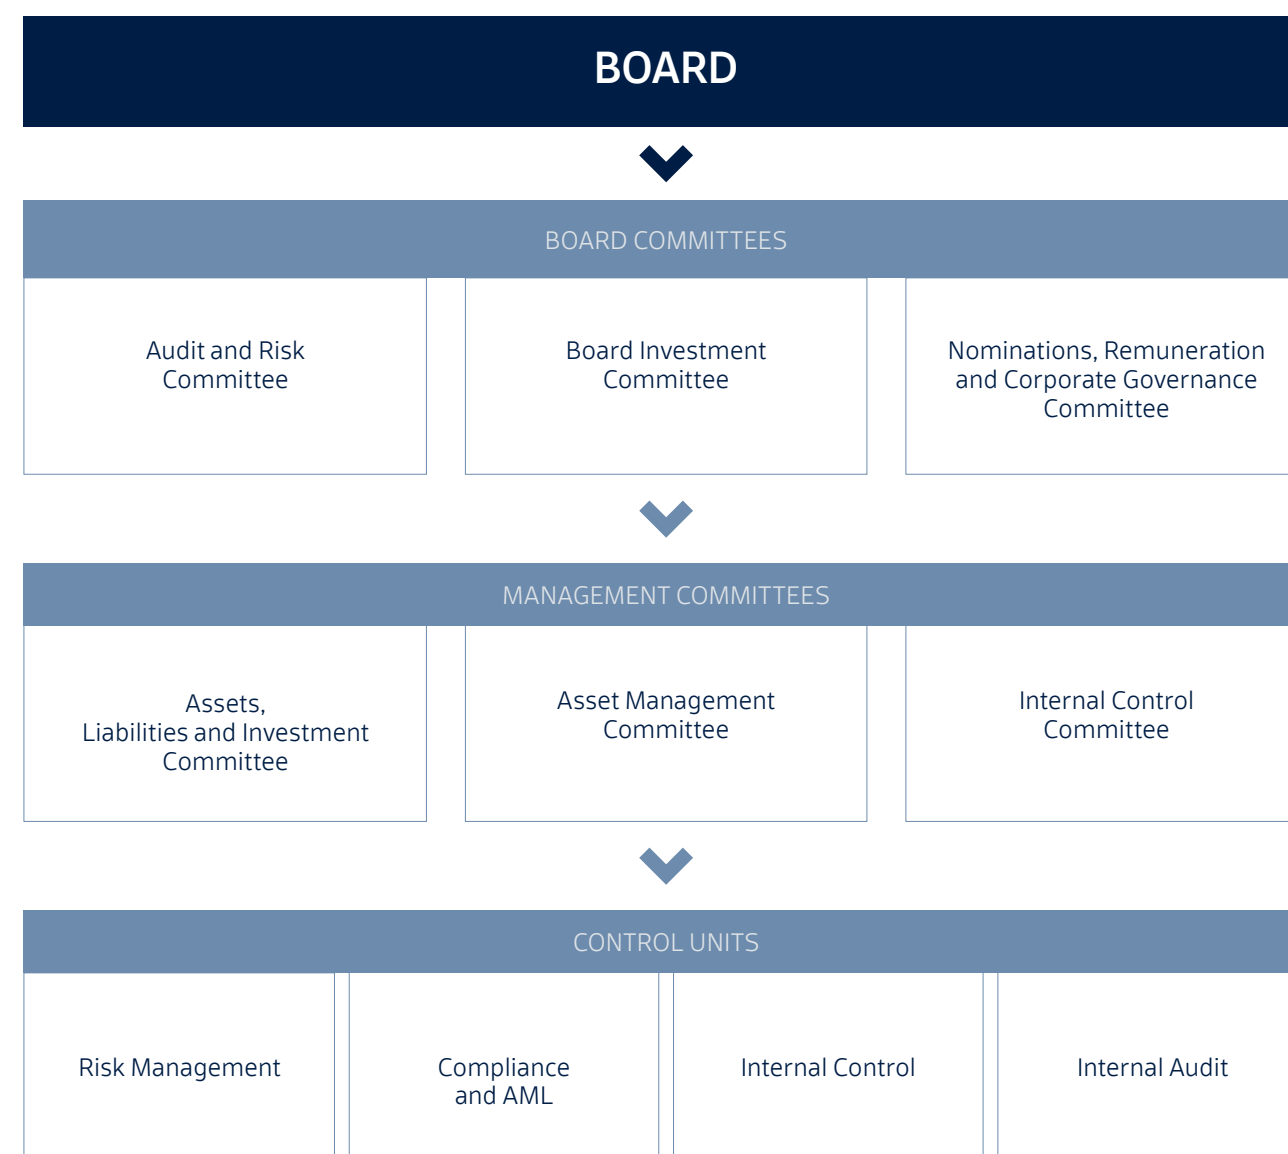 BOARD
BOARD COMMITTEES
Audit and Risk
Committee
Board Investment
Committee
Nominations, Remuneration
and Corporate Governance
Committee
MANAGEMENT COMMITTEES
Assets,
Liabilities and Investment
Committee
Asset Management
Committee
Internal Control
Committee
CONTROL UNITS
Risk Management
Compliance
and AML
Internal Control
Internal Audit